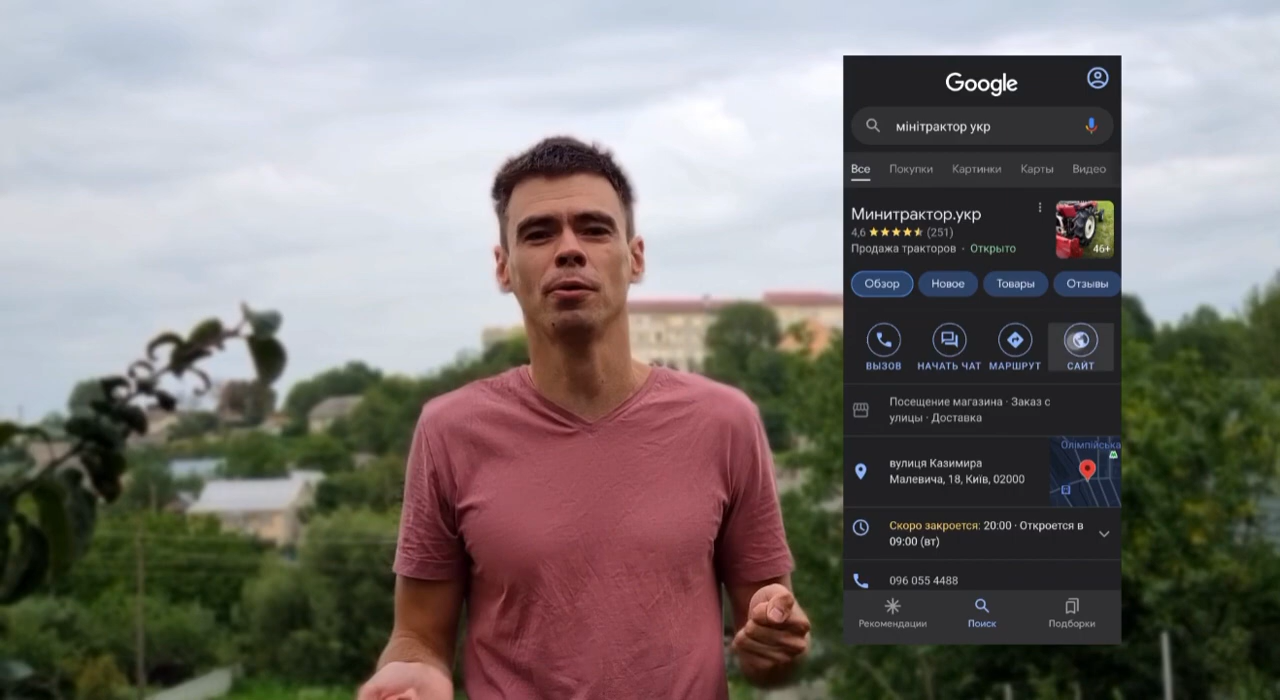 Google
мінітрактор укр
Все Покупки Картинки Карты Видео
Минитрактор.укр
4,6 (251)
46+
Продажа тракторов · Открыто
Обзор Новое Товары Отзывы
ВЫЗОВ НАЧАТЬ ЧАТ МАРШРУТ САЙТ
Посещение магазина · Заказ с
улицы · Доставка
Олімпійська
вулиця Казимира
Малевича, 18, Київ, 02000
Скоро закроется: 20:00 · Откроется в
09:00 (вт)
096 055 4488
Рекомендации Поиск Подборки